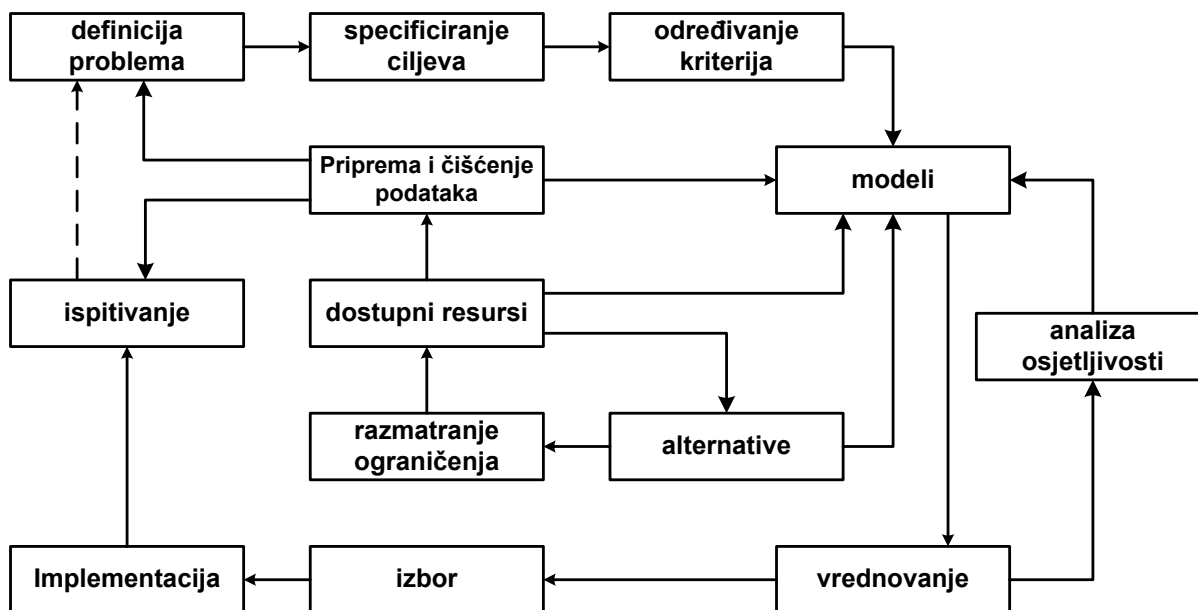 definicija
problema
specificiranje
ciljeva
određivanje
kriterija
Priprema i čišćenje
podataka
modeli
ispitivanje
dostupni resursi
analiza
osjetljivosti
razmatranje
ograničenja
alternative
Implementacija
izbor
vrednovanje